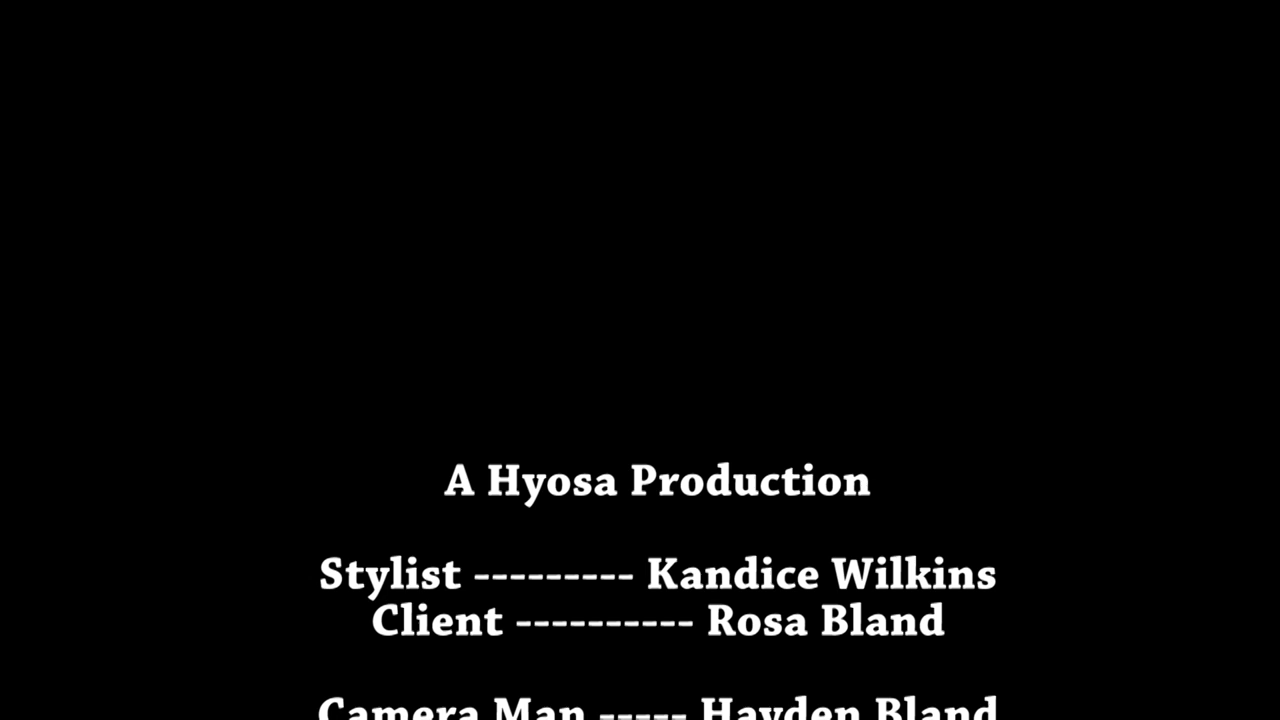 A Hyosa Production
Stylist --------- Kandice Wilkins
Client ---------- Rosa Bland
Camera Man ----- Hayden Bland